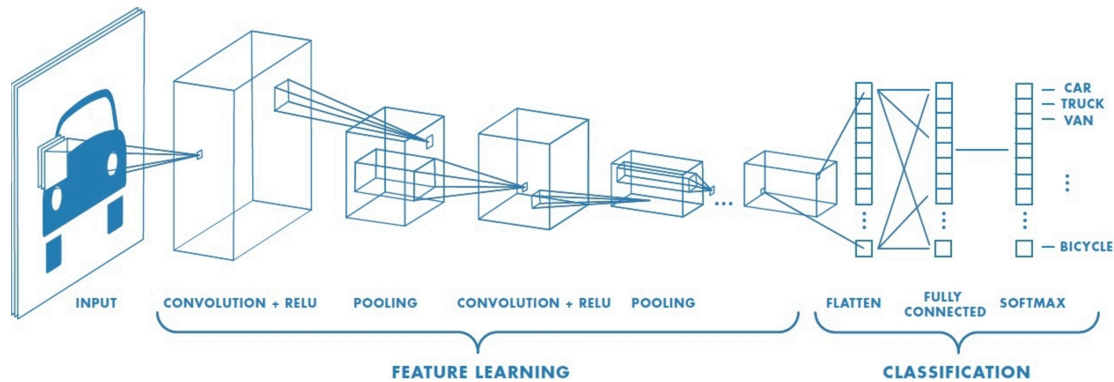 CAR
TRUCK
VAN
BICYCLE
INPUT
CONVOLUTION + RELU
POOLING
CONVOLUTION + RELU
POOLING
FLATTEN
FULLY
CONNECTED
SOFTMAX
FEATURE LEARNING
CLASSIFICATION